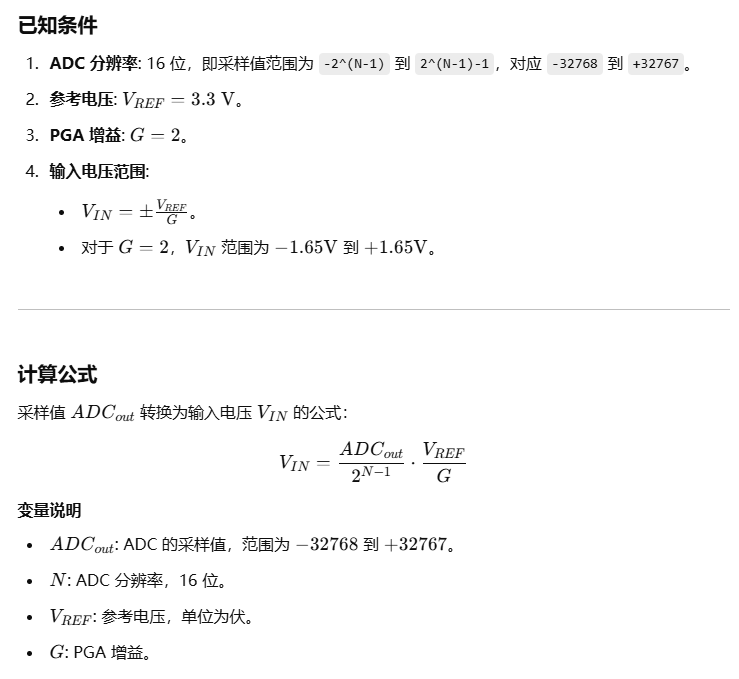 已知条件
1. ADC 分辨率: 16 位，即采样值范围为 -2^(N-1) 到 2^(N-1)-1，对应 -32768 到 +32767。
2. 参考电压: V_{REF} = 3.3 V。
3. PGA 增益: G = 2。
4. 输入电压范围:
• V_{IN} = ±\frac{V_{REF}}{G}。
• 对于 G = 2，V_{IN} 范围为 −1.65V 到 +1.65V。
计算公式
采样值 ADC_{out} 转换为输入电压 V_{IN} 的公式：
V_{IN} = \frac{ADC_{out}}{2^{N-1}} · \frac{V_{REF}}{G}
变量说明
• ADC_{out}: ADC 的采样值，范围为 −32768 到 +32767。
• N: ADC 分辨率，16 位。
• V_{REF}: 参考电压，单位为伏。
• G: PGA 增益。